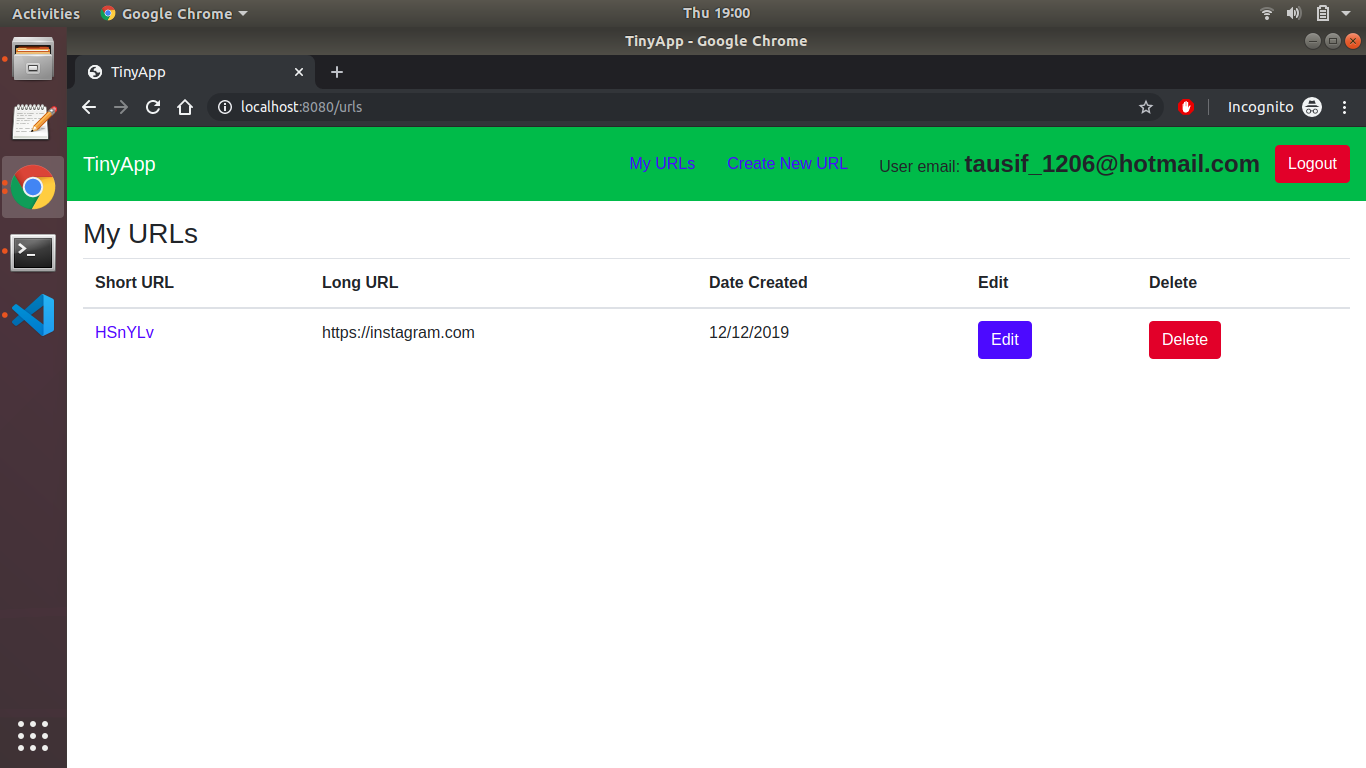 Activities Google Chrome Thu 19:00
TinyApp - Google Chrome
TinyApp
localhost:8080/urls Incognito
TinyApp My URLs Create New URL User email: tausif_1206@hotmail.com Logout
My URLs
Short URL Long URL Date Created Edit Delete
HSnYLv https://instagram.com 12/12/2019 Edit Delete